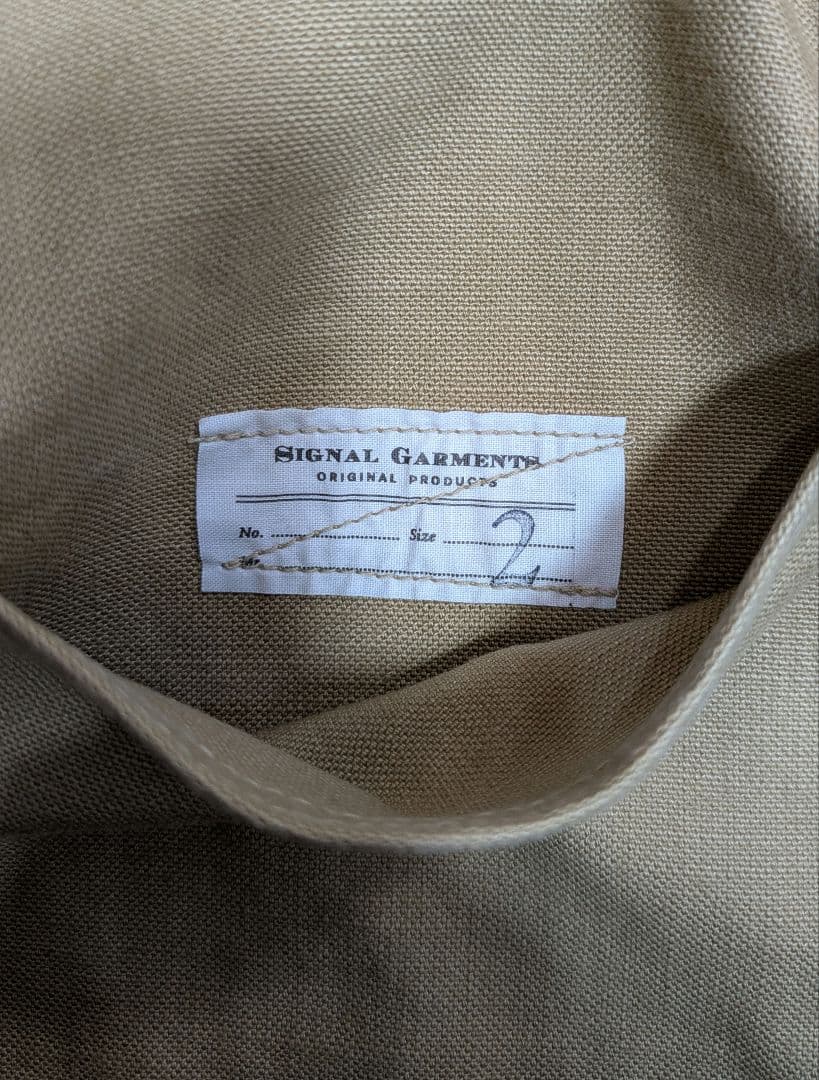 SIGNAL GARMENTS
ORIGINAL PRODUCTS
No. Size 2